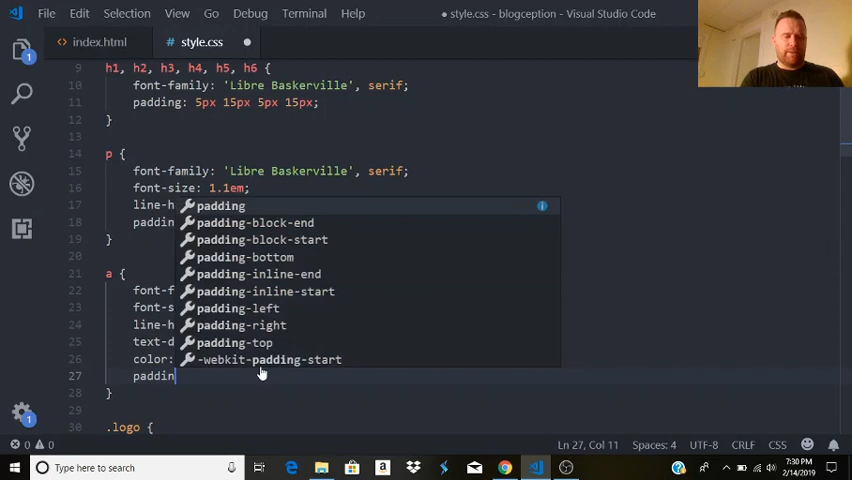 File Edit Selection View Go Debug Terminal Help
● style.css - blogception - Visual Studio Code
<> index.html
# style.css ●
9 h1, h2, h3, h4, h5, h6 {
10 font-family: 'Libre Baskerville', serif;
11 padding: 5px 15px 5px 15px;
12 }
13
14 p {
15 font-family: 'Libre Baskerville', serif;
16 font-size: 1.1em;
17 line-h
18 paddin
19 }
20
21 a {
22 font-f
23 font-s
24 line-h
25 text-d
26 color:
27 paddin
28 }
29
30 .logo {
padding
padding-block-end
padding-block-start
padding-bottom
padding-inline-end
padding-inline-start
padding-left
padding-right
padding-top
-webkit-padding-start
1
1
0 0
Ln 27, Col 11 Spaces: 4 UTF-8 CRLF CSS
Type here to search
7:30 PM
2/14/2019